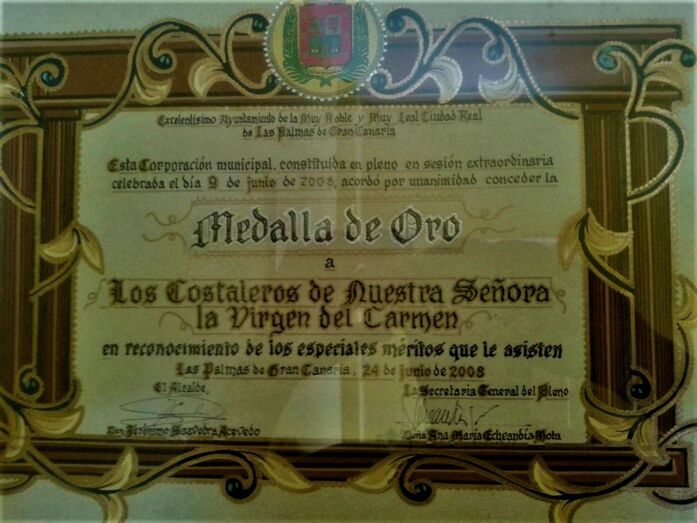 Excelentísimo Ayuntamiento de la Muy Noble y Muy Leal Ciudad Real
de Las Palmas de Gran Canaria
Esta Corporación municipal, constituida en pleno en sesión extraordinaria
celebrada el día 9 de junio de 2008, acordó por unanimidad conceder la
Medalla de Oro
a
Los Costaleros de Nuestra Señora
la Virgen del Carmen
en reconocimiento de los especiales méritos que le asisten
Las Palmas de Gran Canaria, 24 de junio de 2008
El Alcalde,
La Secretaria General del Pleno
Don Jerónimo Saavedra Acevedo
Doña Ana María Echeandía Mota